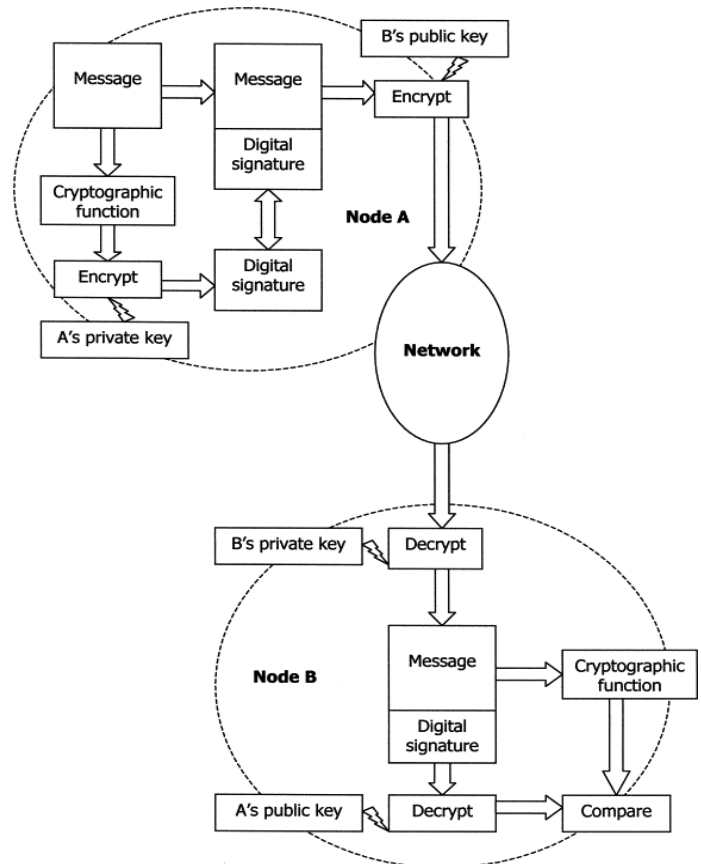 B's public key
Message
Message
Encrypt
Digital
signature
Cryptographic
function
Node A
Encrypt
Digital
signature
A's private key
Network
B's private key
Decrypt
Message
Cryptographic
function
Node B
Digital
signature
A's public key
Decrypt
Compare